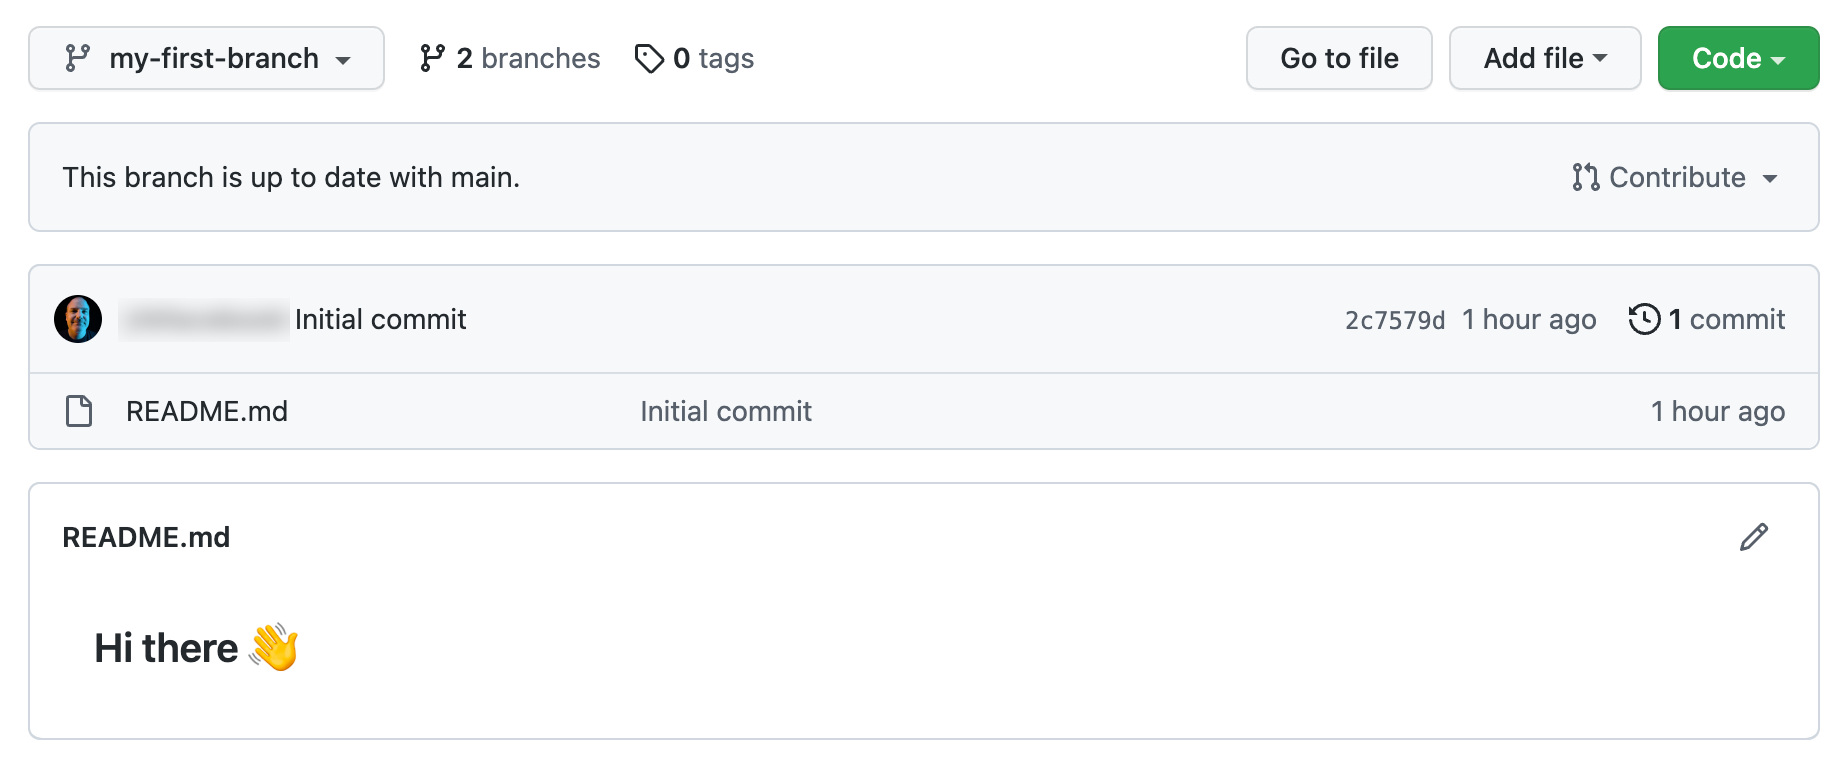 my-first-branch 2 branches 0 tags Go to file Add file Code
This branch is up to date with main. Contribute
Initial commit 2c7579d 1 hour ago 1 commit
README.md Initial commit 1 hour ago
README.md
Hi there 👋